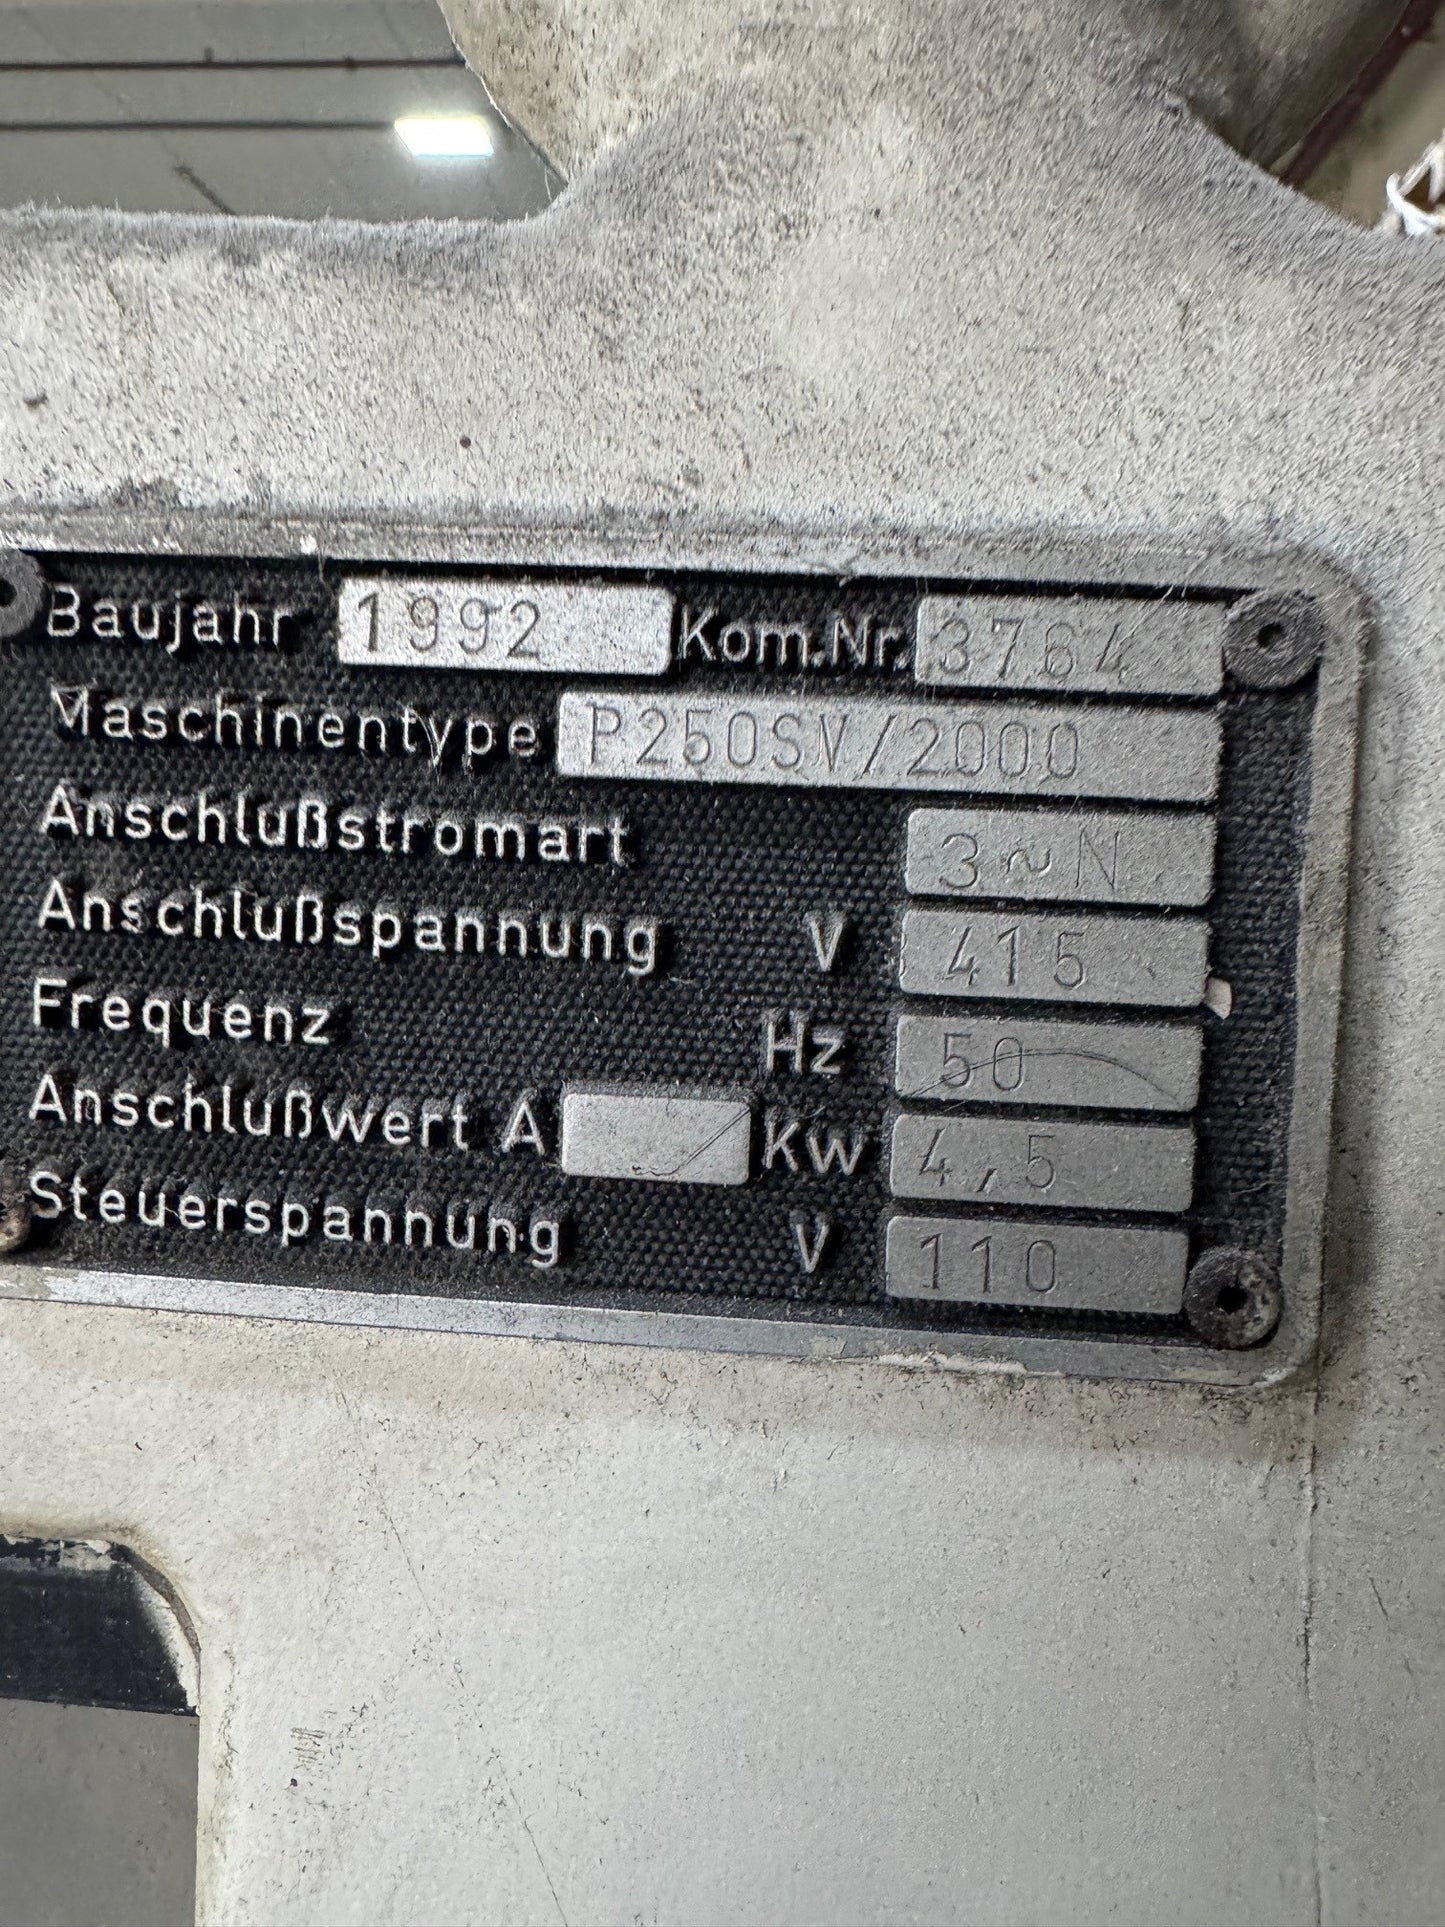 Baujahr 1992 Kom.Nr. 3764
Maschinentype P250SV/2000
Anschlußstromart 3~N
Anschlußspannung V 415
Frequenz Hz 50
Anschlußwert A Kw 4,5
Steuerspannung V 110